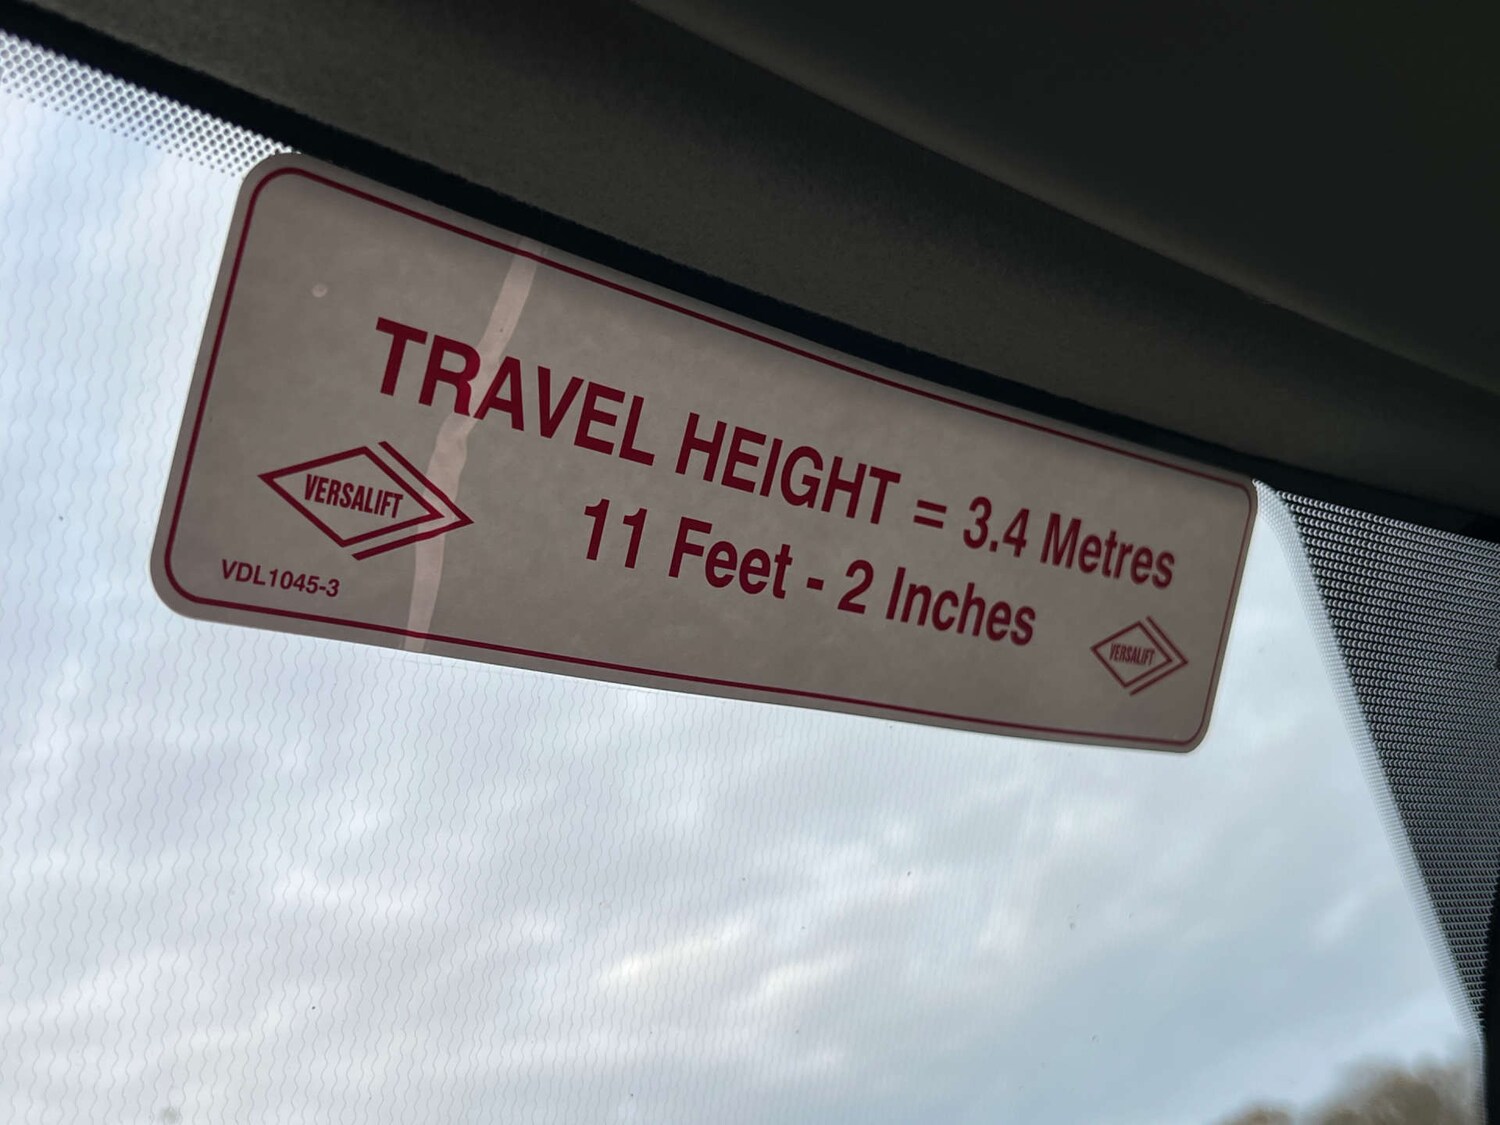 TRAVEL HEIGHT = 3.4 Metres
11 Feet - 2 Inches
VERSALIFT
VDL1045-3
VERSALIFT